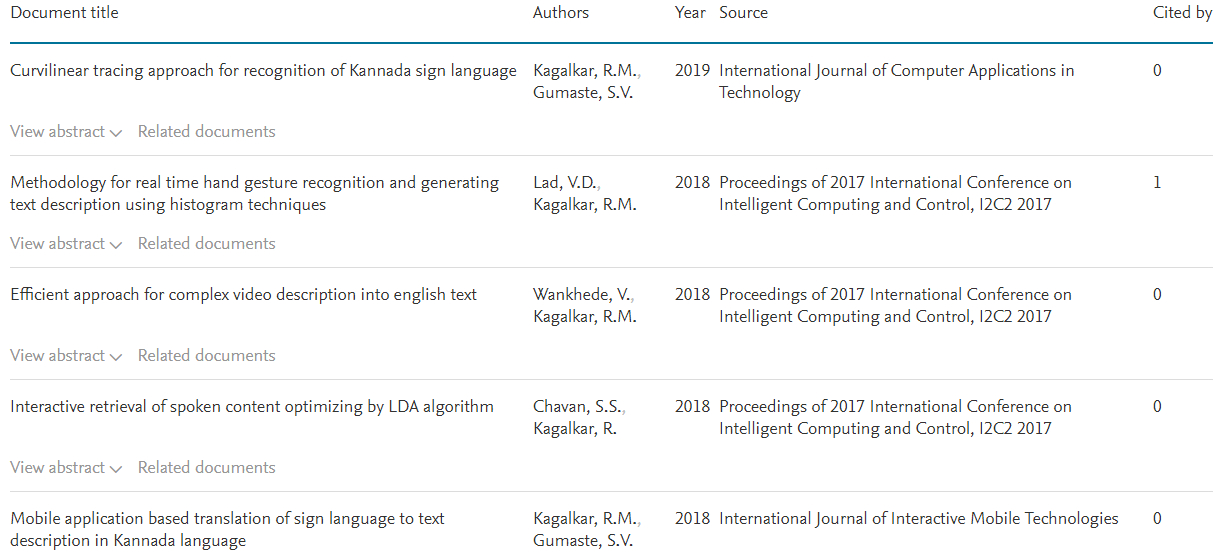 Document title Authors Year Source Cited by
Curvilinear tracing approach for recognition of Kannada sign language Kagalkar, R.M., 2019 International Journal of Computer Applications in 0
Gumaste, S.V. Technology
View abstract Related documents
Methodology for real time hand gesture recognition and generating Lad, V.D., 2018 Proceedings of 2017 International Conference on 1
text description using histogram techniques Kagalkar, R.M. Intelligent Computing and Control, I2C2 2017
View abstract Related documents
Efficient approach for complex video description into english text Wankhede, V., 2018 Proceedings of 2017 International Conference on 0
Kagalkar, R.M. Intelligent Computing and Control, I2C2 2017
View abstract Related documents
Interactive retrieval of spoken content optimizing by LDA algorithm Chavan, S.S., 2018 Proceedings of 2017 International Conference on 0
Kagalkar, R. Intelligent Computing and Control, I2C2 2017
View abstract Related documents
Mobile application based translation of sign language to text Kagalkar, R.M., 2018 International Journal of Interactive Mobile Technologies 0
description in Kannada language Gumaste, S.V.